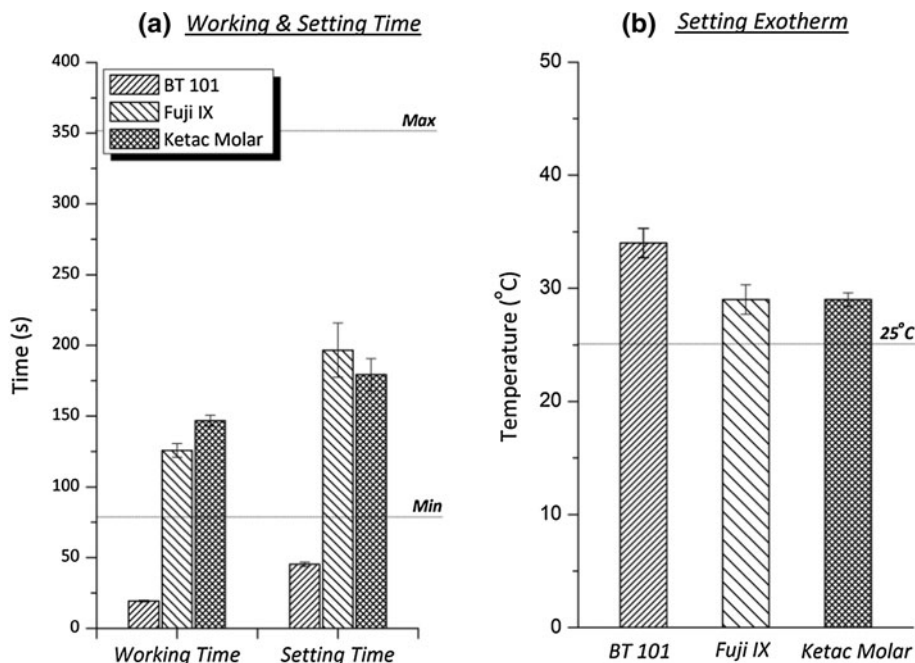 (a) Working & Setting Time
400
350
300
250
200
150
100
50
0
Time (s)
BT 101
Fuji IX
Ketac Molar
Max
Min
Working Time
Setting Time
(b) Setting Exotherm
50
40
30
20
10
0
Temperature (°C)
25°C
BT 101
Fuji IX
Ketac Molar